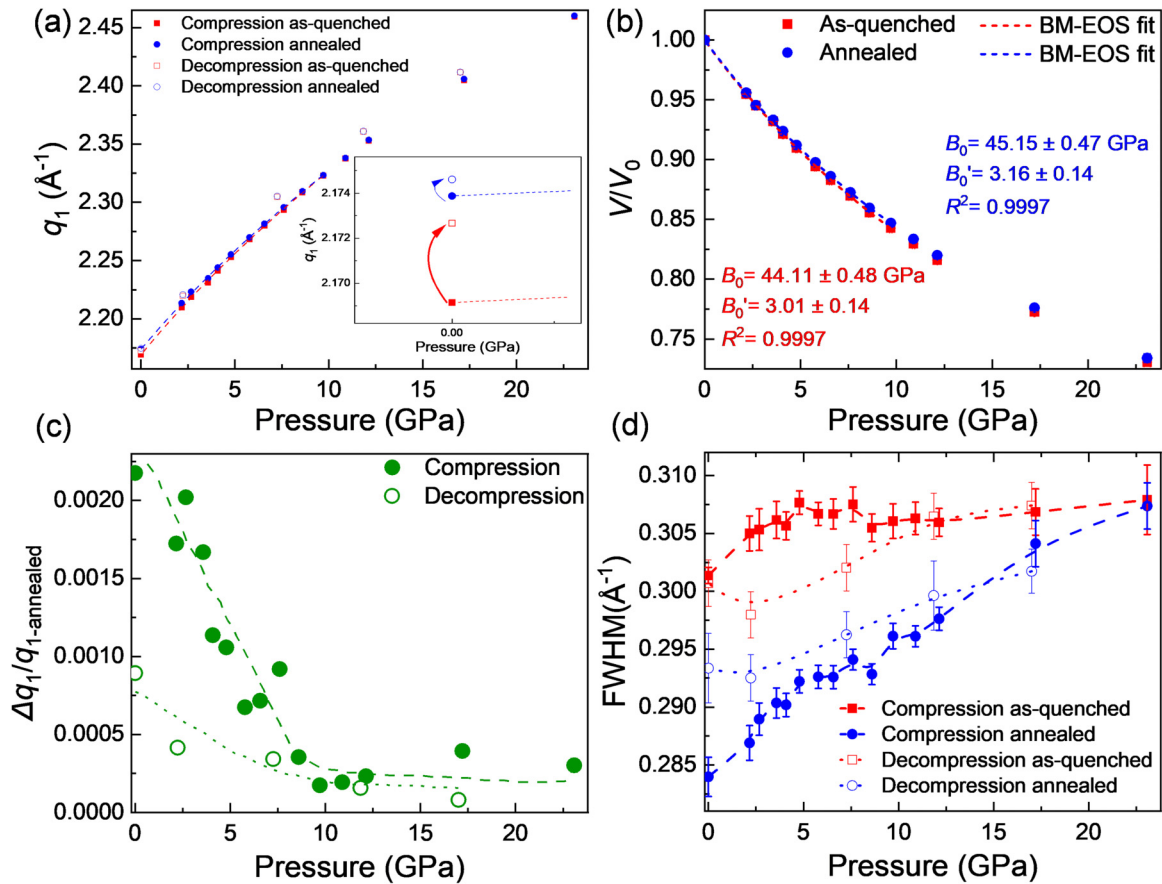 (a)
Compression as-quenched
Compression annealed
Decompression as-quenched
Decompression annealed
2.45
2.40
2.35
2.30
2.25
2.20
q₁ (Å⁻¹)
0
5
10
15
20
Pressure (GPa)
2.174
2.172
2.170
q₁ (Å⁻¹)
0.00
Pressure (GPa)
(b)
As-quenched
Annealed
BM-EOS fit
BM-EOS fit
1.00
0.95
0.90
0.85
0.80
0.75
V/V₀
B₀= 45.15 ± 0.47 GPa
B₀'= 3.16 ± 0.14
R²= 0.9997
B₀= 44.11 ± 0.48 GPa
B₀'= 3.01 ± 0.14
R²= 0.9997
0
5
10
15
20
Pressure (GPa)
(c)
Compression
Decompression
0.0020
0.0015
0.0010
0.0005
0.0000
Δq₁/q₁₋annealed
0
5
10
15
20
Pressure (GPa)
(d)
0.310
0.305
0.300
0.295
0.290
0.285
FWHM(Å⁻¹)
Compression as-quenched
Compression annealed
Decompression as-quenched
Decompression annealed
0
5
10
15
20
Pressure (GPa)